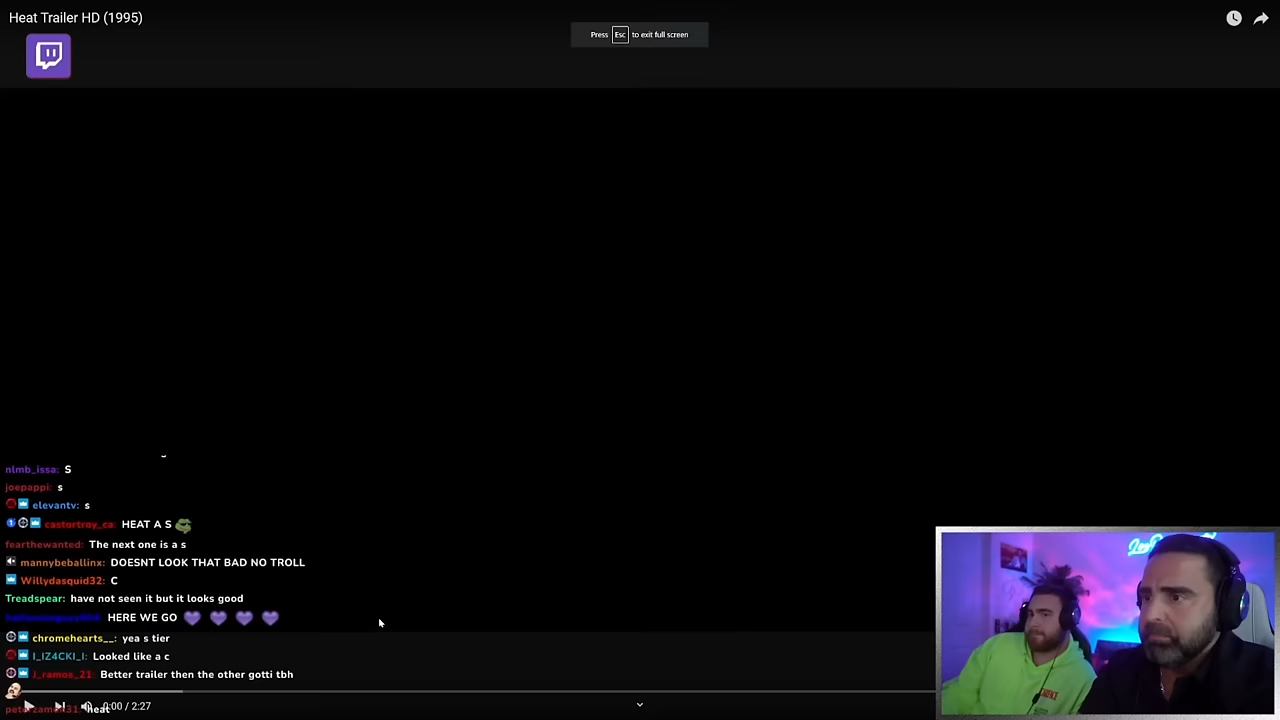 Heat Trailer HD (1995)
Press Esc to exit full screen
nlmb_issa: S
joepappi: s
elevantv: s
castortroy_ca: HEAT A S
fearthewanted: The next one is a s
mannybeballinx: DOESNT LOOK THAT BAD NO TROLL
Willydasquid32: C
Treadspear: have not seen it but it looks good
HERE WE GO
chromehearts__: yea s tier
I_IZ4CKI_I: Looked like a c
J_ramos_21: Better trailer then the other gotti tbh
0:00 / 2:27
heat